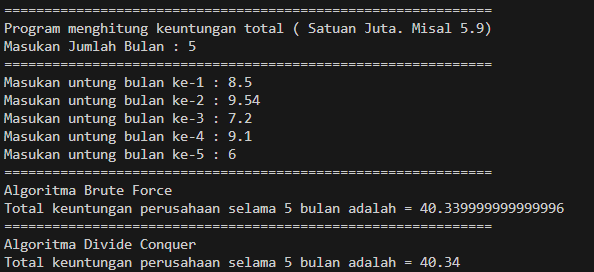 ============================================================
Program menghitung keuntungan total ( Satuan Juta. Misal 5.9)
Masukan Jumlah Bulan : 5
============================================================
Masukan untung bulan ke-1 : 8.5
Masukan untung bulan ke-2 : 9.54
Masukan untung bulan ke-3 : 7.2
Masukan untung bulan ke-4 : 9.1
Masukan untung bulan ke-5 : 6
============================================================
Algoritma Brute Force
Total keuntungan perusahaan selama 5 bulan adalah = 40.339999999999996
============================================================
Algoritma Divide Conquer
Total keuntungan perusahaan selama 5 bulan adalah = 40.34